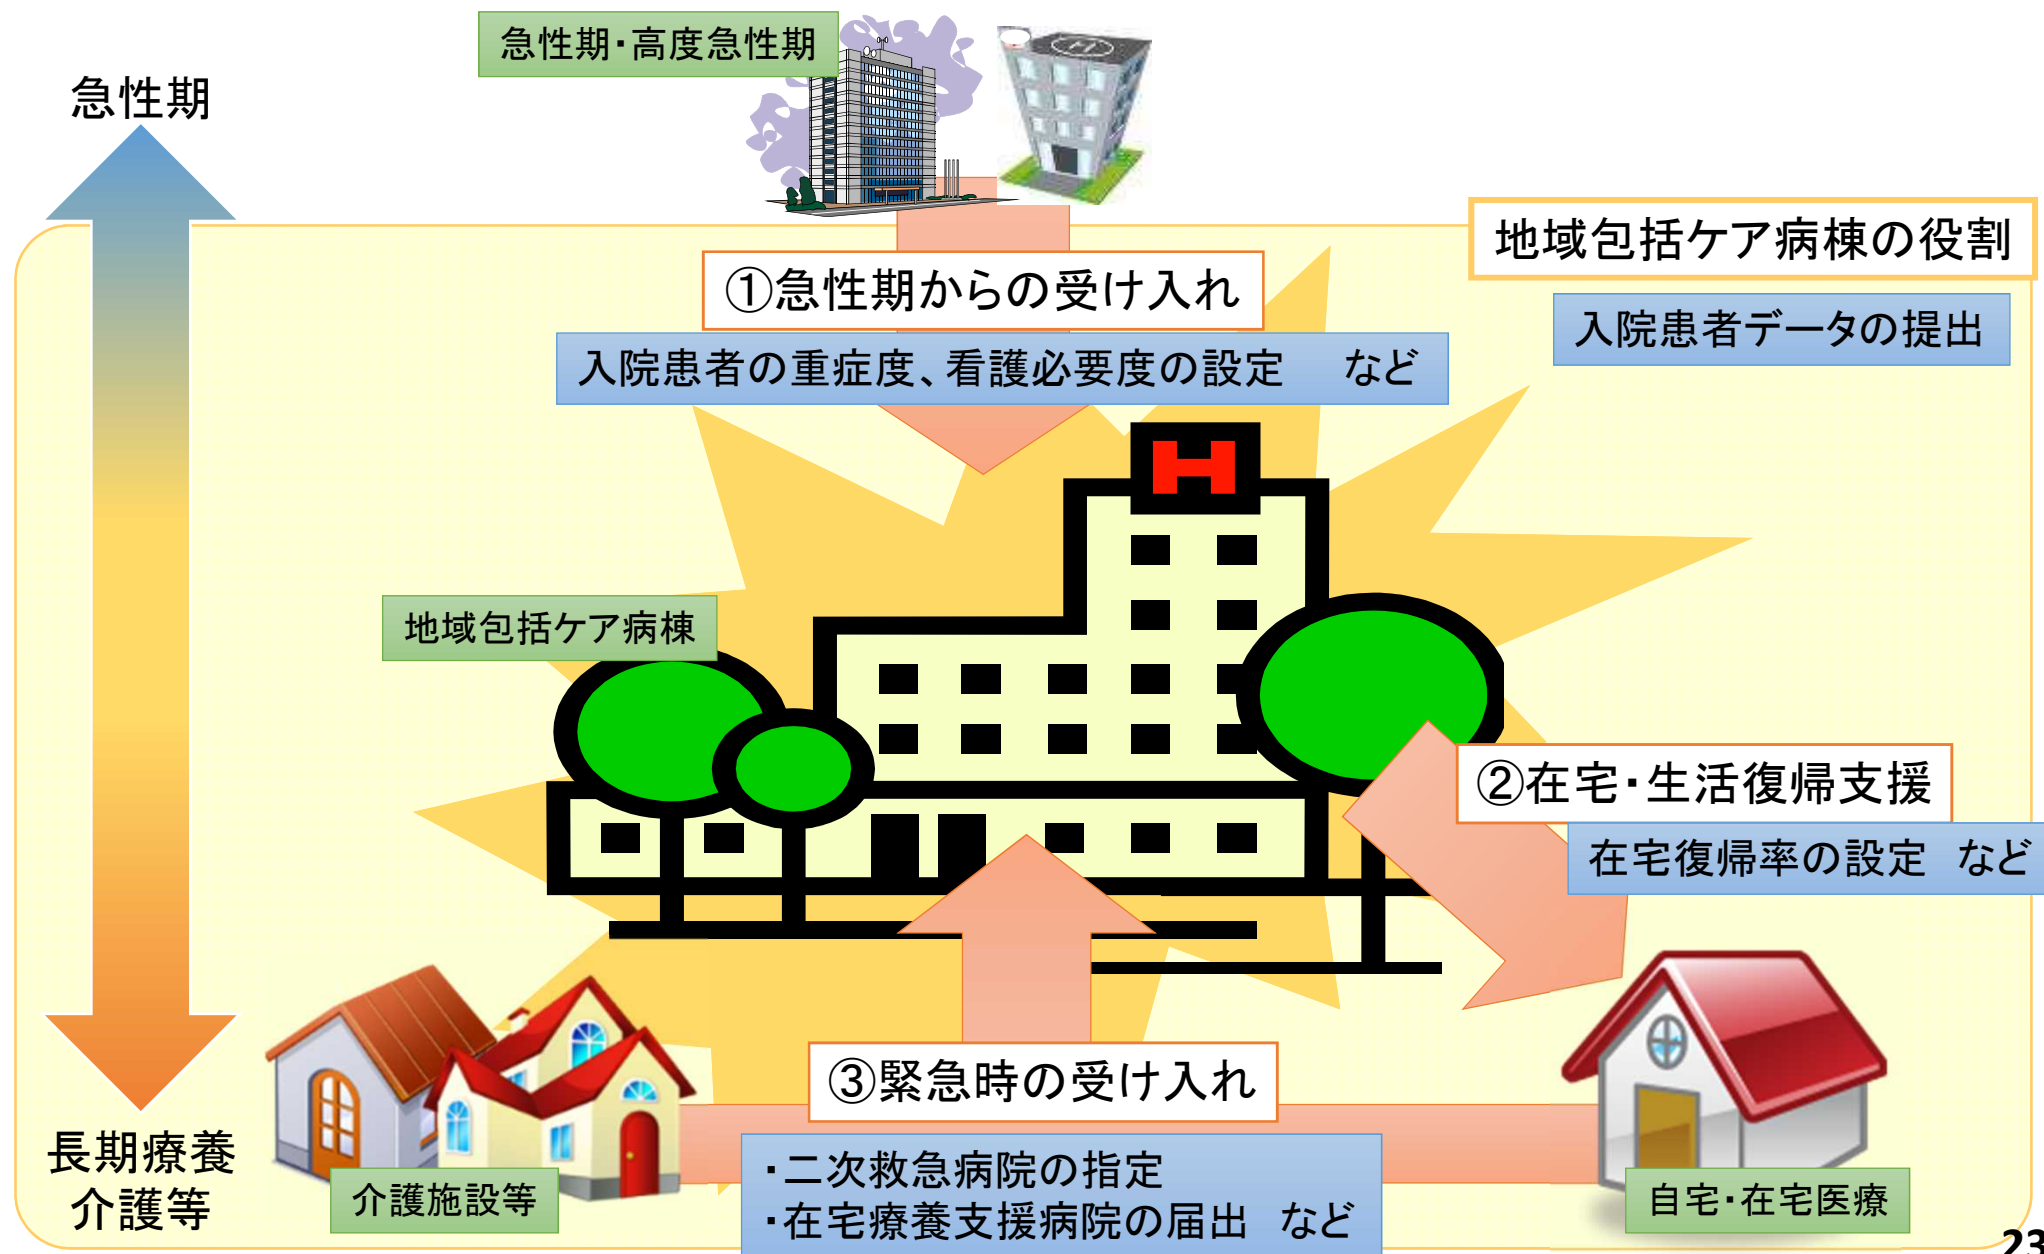 急性期・高度急性期
急性期
地域包括ケア病棟の役割
①急性期からの受け入れ
入院患者データの提出
入院患者の重症度、看護必要度の設定　など
H
H
地域包括ケア病棟
②在宅・生活復帰支援
在宅復帰率の設定　など
③緊急時の受け入れ
長期療養
介護等
・二次救急病院の指定
・在宅療養支援病院の届出　など
介護施設等
自宅・在宅医療
23